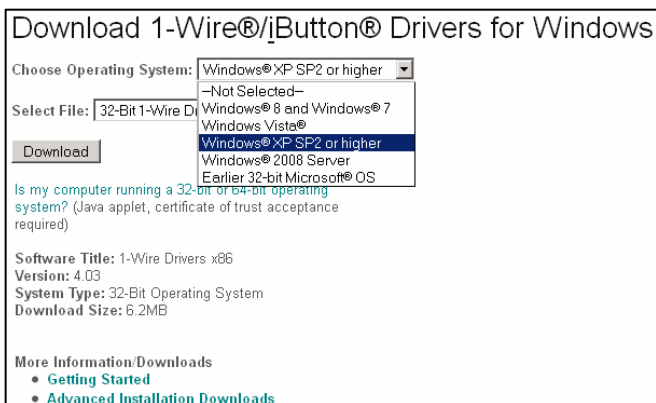 Download 1-Wire®/iButton® Drivers for Windows
Choose Operating System: Windows® XP SP2 or higher
–Not Selected–
Select File: 32-Bit 1-Wire
Windows® 8 and Windows® 7
Windows Vista®
Windows® XP SP2 or higher
Download
Windows® 2008 Server
Earlier 32-bit Microsoft® OS
Is my computer running a 32-bit or 64-bit operating
system? (Java applet, certificate of trust acceptance
required)
Software Title: 1-Wire Drivers x86
Version: 4.03
System Type: 32-Bit Operating System
Download Size: 6.2MB
More Information/Downloads
Getting Started
Advanced Installation Downloads